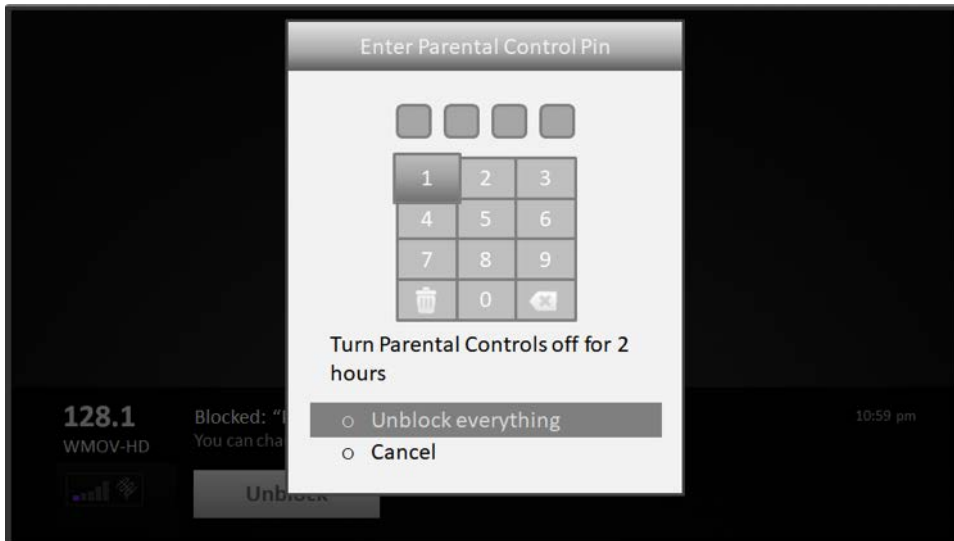 Enter Parental Control Pin
1 2 3
4 5 6
7 8 9
0
Turn Parental Controls off for 2
hours
o Unblock everything
o Cancel
128.1
WMOV-HD
Blocked: "
You can cha
Unblock
10:59 pm